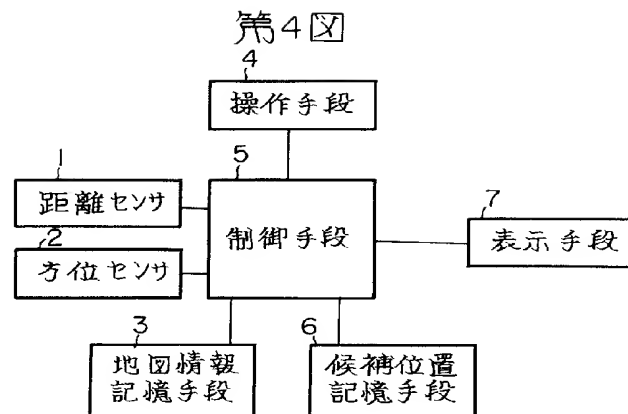 第4図
4
操作手段
1
距離センサ
5
制御手段
2
方位センサ
7
表示手段
3
地図情報
記憶手段
6
候補位置
記憶手段